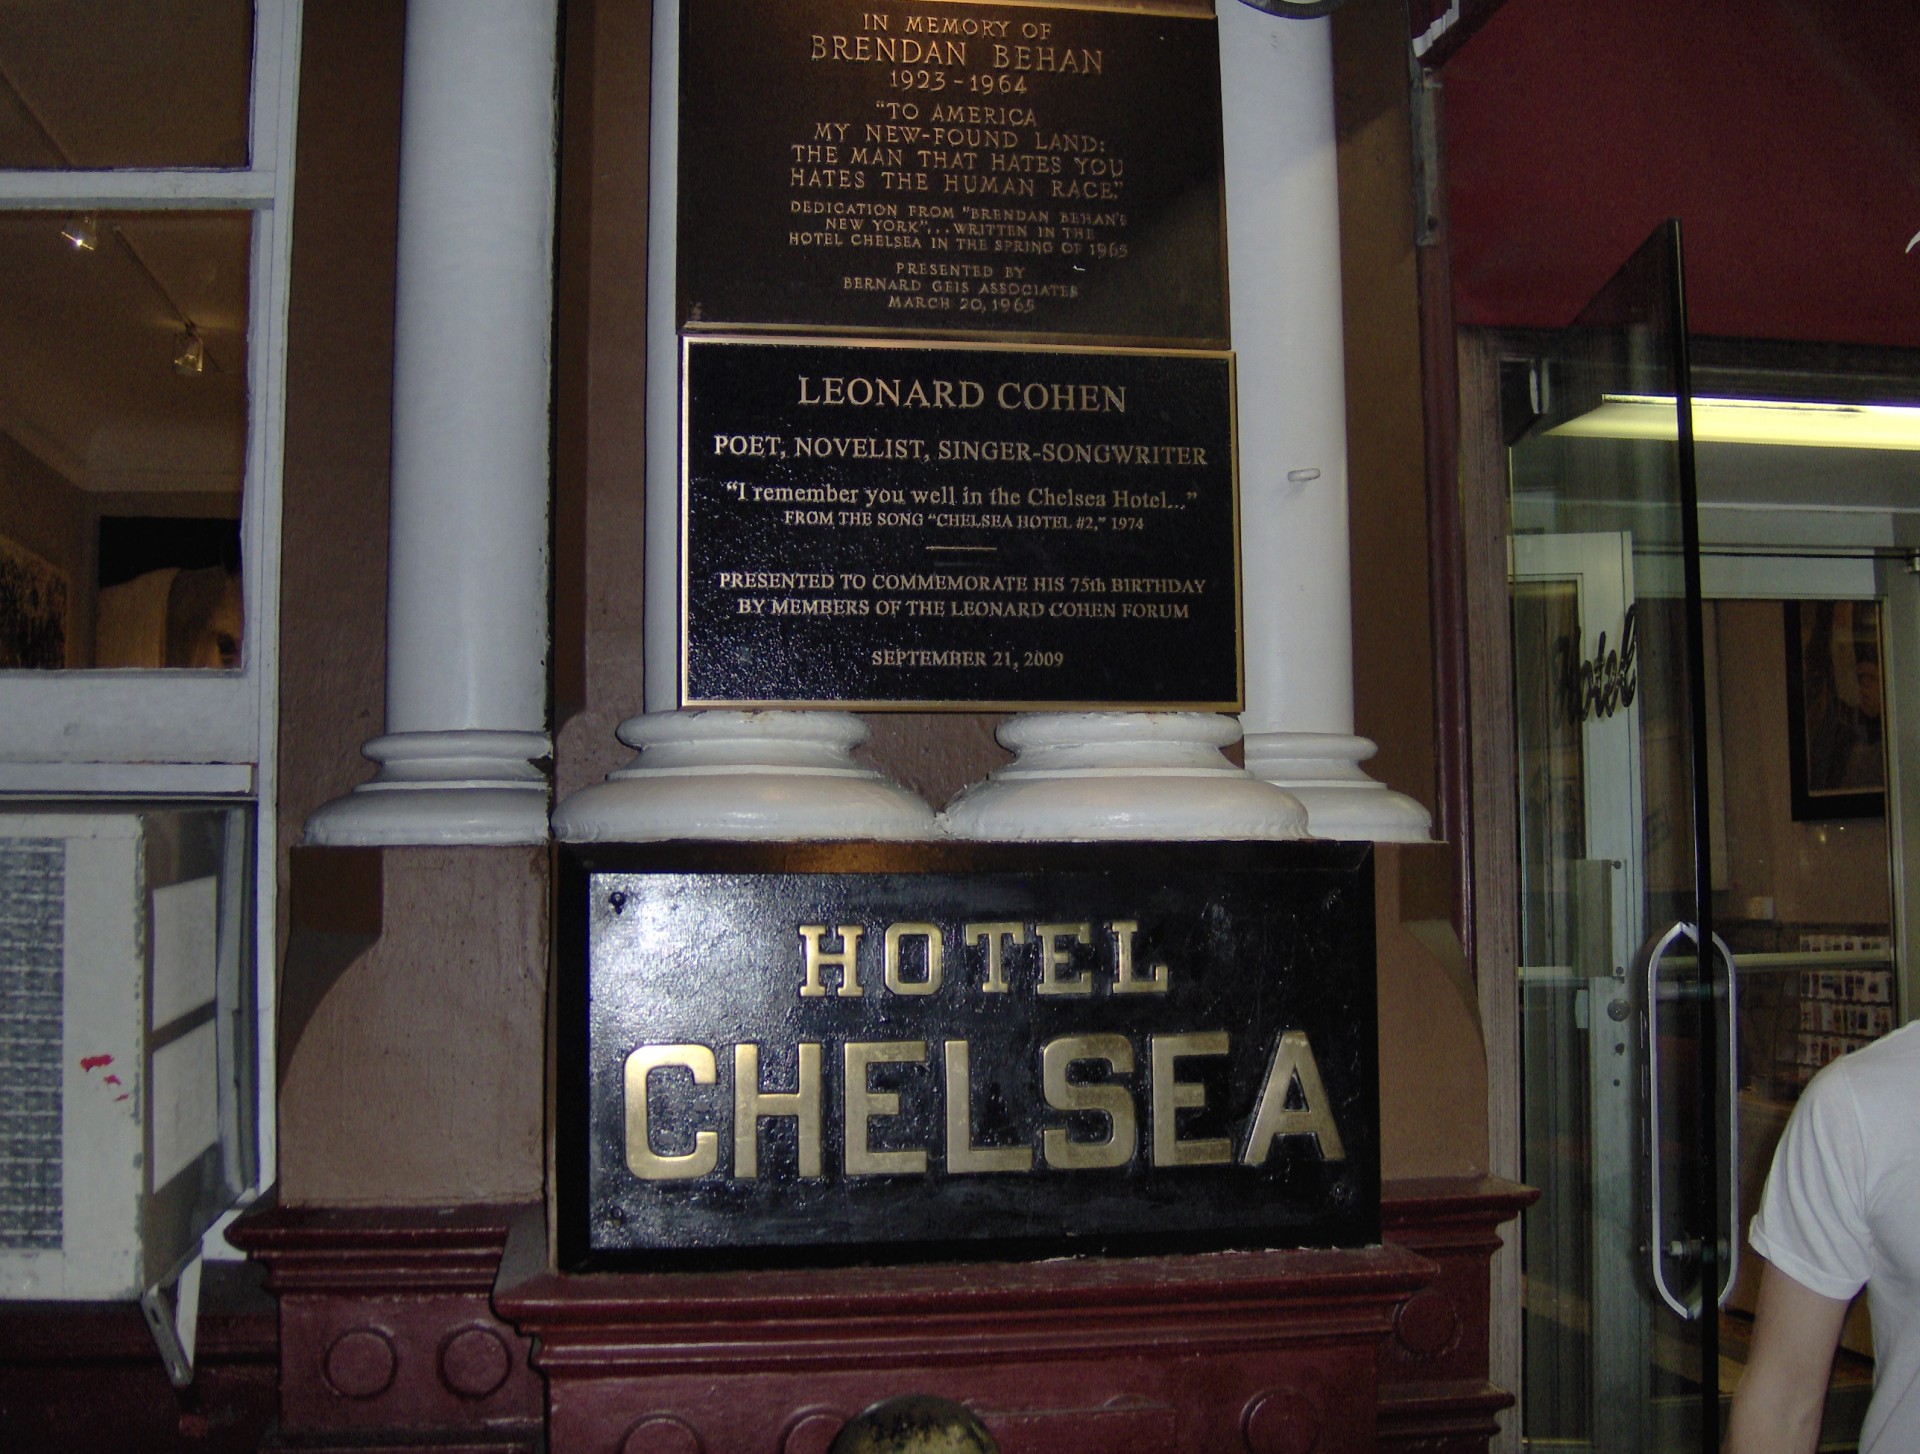 IN MEMORY OF
BRENDAN BEHAN
1923 - 1964
"TO AMERICA
MY NEW-FOUND LAND:
THE MAN THAT HATES YOU
HATES THE HUMAN RACE."
DEDICATION FROM "BRENDAN BEHAN'S
NEW YORK"... WRITTEN IN THE
HOTEL CHELSEA IN THE SPRING OF 1963
PRESENTED BY
BERNARD GEIS ASSOCIATES
MARCH 20, 1965
LEONARD COHEN
POET, NOVELIST, SINGER-SONGWRITER
"I remember you well in the Chelsea Hotel..."
FROM THE SONG "CHELSEA HOTEL #2," 1974
PRESENTED TO COMMEMORATE HIS 75th BIRTHDAY
BY MEMBERS OF THE LEONARD COHEN FORUM
SEPTEMBER 21, 2009
Hotel
HOTEL
CHELSEA